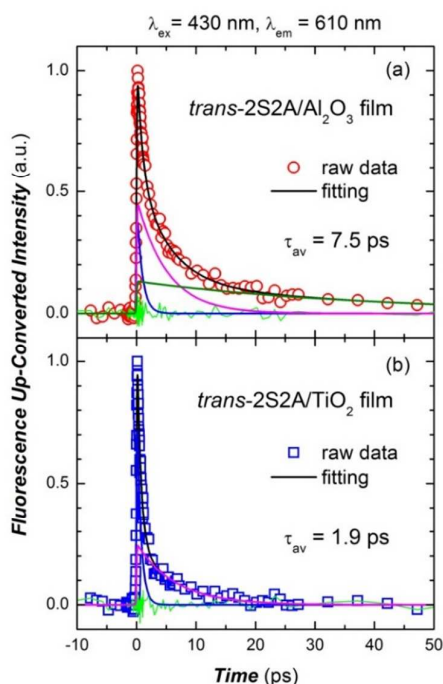 λex = 430 nm, λem = 610 nm
(a)
trans-2S2A/Al2O3 film
raw data
fitting
τav = 7.5 ps
1.0
0.5
0.0
(b)
trans-2S2A/TiO2 film
raw data
fitting
τav = 1.9 ps
1.0
0.5
0.0
Fluorescence Up-Converted Intensity (a.u.)
-10 0 10 20 30 40 50
Time (ps)